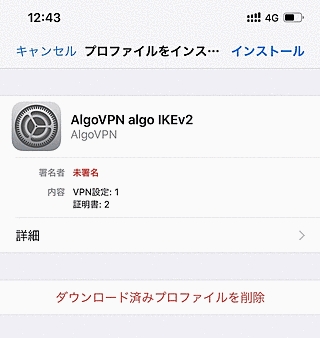 12:43 4G
キャンセル プロファイルをインス… インストール
AlgoVPN algo IKEv2
AlgoVPN
署名者 未署名
内容 VPN設定: 1
証明書: 2
詳細
ダウンロード済みプロファイルを削除